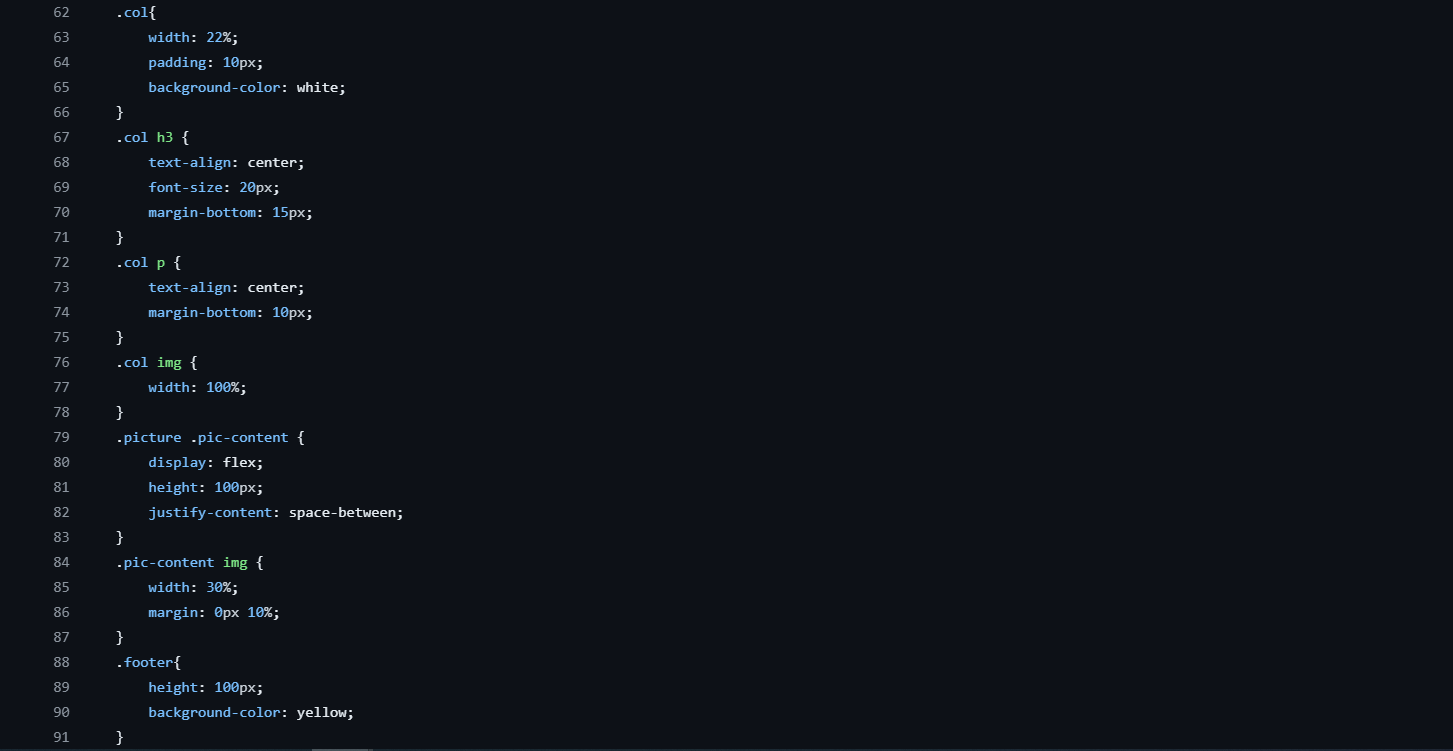 62 .col{
63 width: 22%;
64 padding: 10px;
65 background-color: white;
66 }
67 .col h3 {
68 text-align: center;
69 font-size: 20px;
70 margin-bottom: 15px;
71 }
72 .col p {
73 text-align: center;
74 margin-bottom: 10px;
75 }
76 .col img {
77 width: 100%;
78 }
79 .picture .pic-content {
80 display: flex;
81 height: 100px;
82 justify-content: space-between;
83 }
84 .pic-content img {
85 width: 30%;
86 margin: 0px 10%;
87 }
88 .footer{
89 height: 100px;
90 background-color: yellow;
91 }